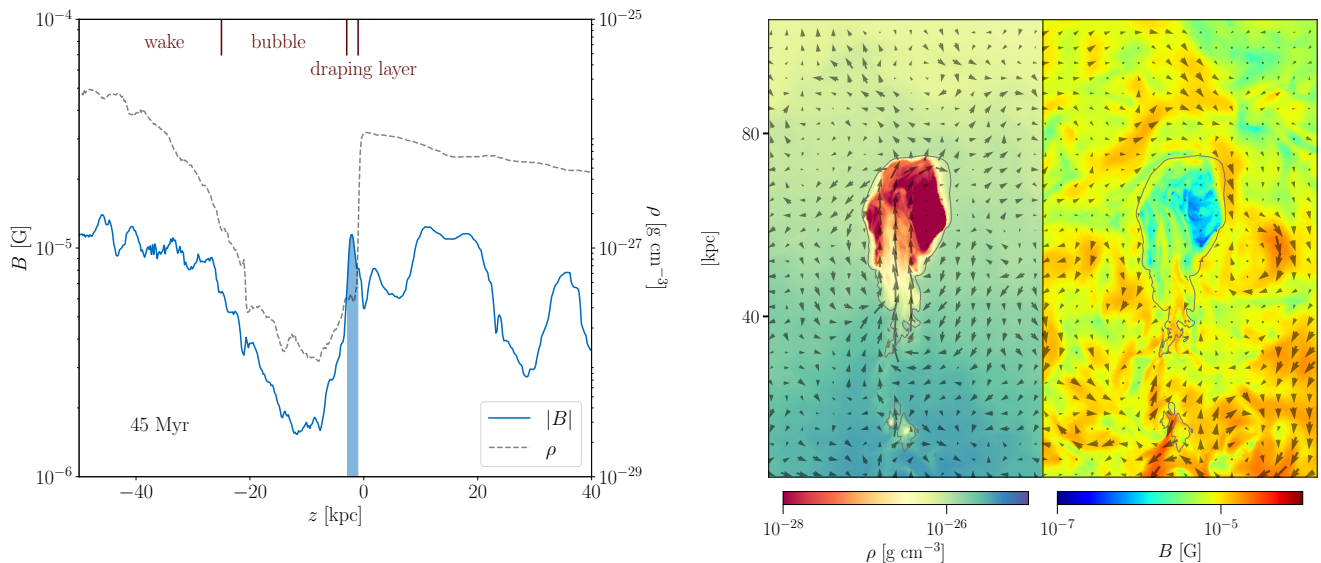 10⁻⁴
10⁻⁵
10⁻⁶
B [G]
wake
bubble
draping layer
45 Myr
|B|
ρ
−40
−20
0
20
40
z [kpc]
10⁻²⁵
10⁻²⁷
10⁻²⁹
ρ [g cm⁻³]
80
40
[kpc]
10⁻²⁸
10⁻²⁶
ρ [g cm⁻³]
10⁻⁷
10⁻⁵
B [G]